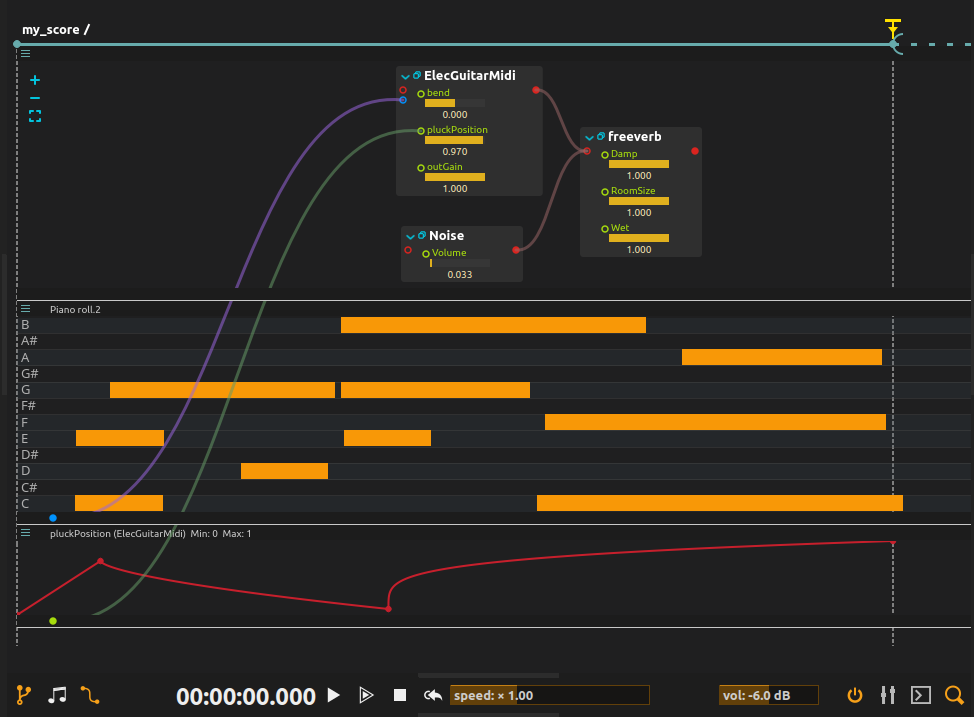 my_score /
ElecGuitarMidi
bend
0.000
pluckPosition
0.970
outGain
1.000
freeverb
Damp
1.000
RoomSize
1.000
Wet
1.000
Noise
Volume
0.033
Piano roll.2
B
A#
A
G#
G
F#
F
E
D#
D
C#
C
pluckPosition (ElecGuitarMidi) Min: 0 Max: 1
00:00:00.000 speed: × 1.00 vol: -6.0 dB